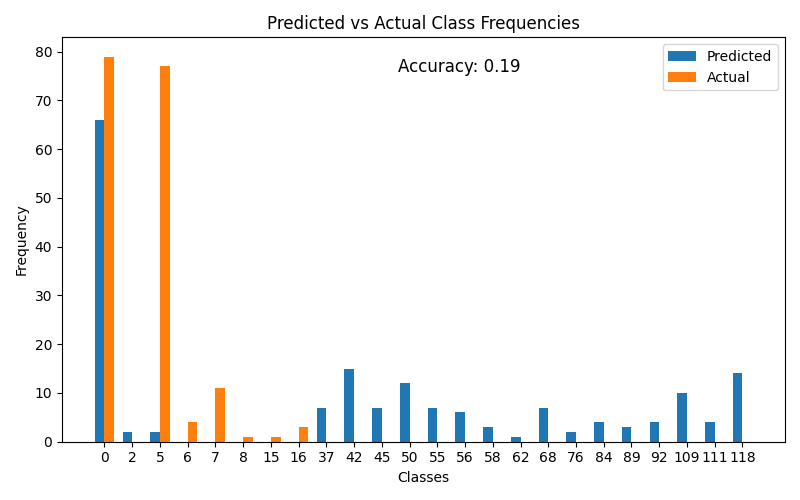 Predicted vs Actual Class Frequencies
Accuracy: 0.19
Predicted
Actual
Frequency
80
70
60
50
40
30
20
10
0
0 2 5 6 7 8 15 16 37 42 45 50 55 56 58 62 68 76 84 89 92 109 111 118
Classes